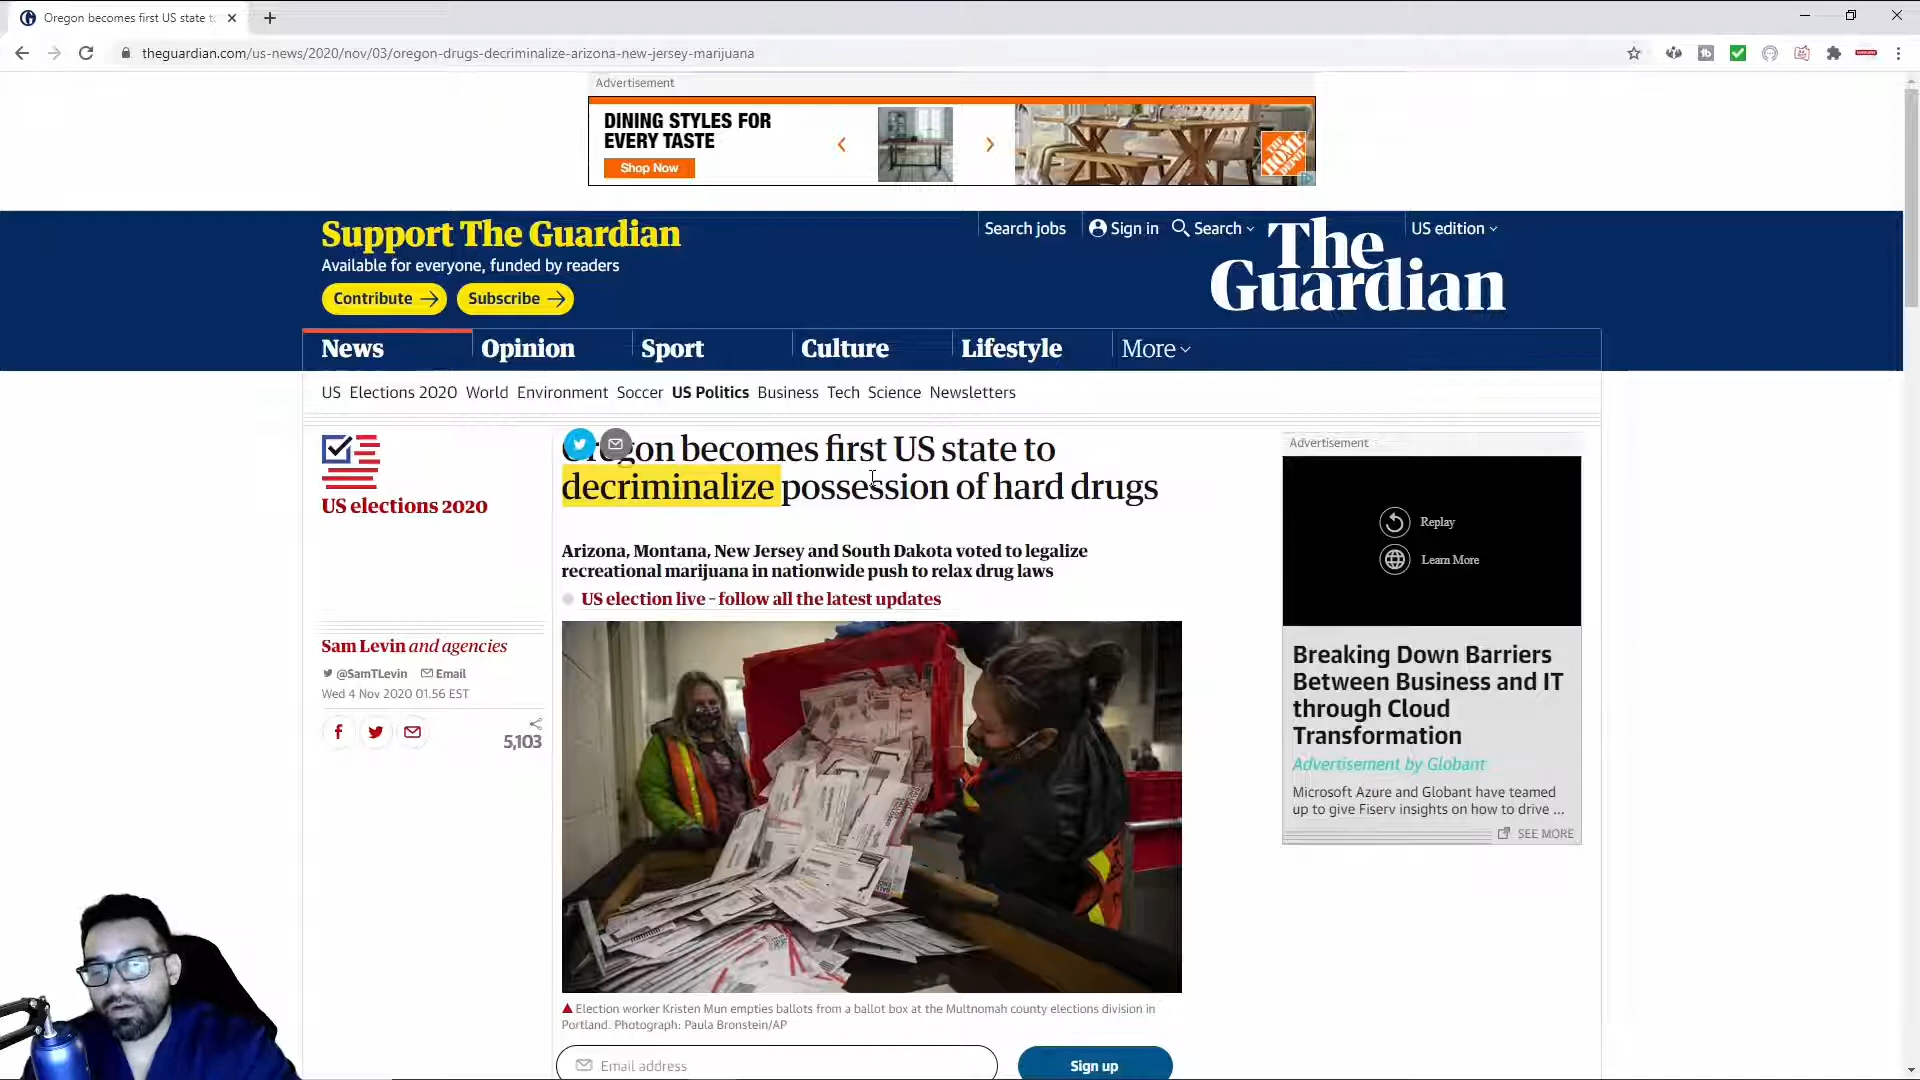 Oregon becomes first US state to
theguardian.com/us-news/2020/nov/03/oregon-drugs-decriminalize-arizona-new-jersey-marijuana
Advertisement
DINING STYLES FOR
EVERY TASTE
Shop Now
THE HOME DEPOT
Support The Guardian
Available for everyone, funded by readers
Contribute
Subscribe
Search jobs
Sign in
Search
US edition
The
Guardian
News
Opinion
Sport
Culture
Lifestyle
More
US Elections 2020 World Environment Soccer US Politics Business Tech Science Newsletters
US elections 2020
Oregon becomes first US state to
decriminalize possession of hard drugs
Arizona, Montana, New Jersey and South Dakota voted to legalize
recreational marijuana in nationwide push to relax drug laws
US election live – follow all the latest updates
Sam Levin and agencies
@SamTLevin Email
Wed 4 Nov 2020 01.56 EST
5,103
Election worker Kristen Mun empties ballots from a ballot box at the Multnomah county elections division in
Portland. Photograph: Paula Bronstein/AP
Email address
Sign up
Advertisement
Replay
Learn More
Breaking Down Barriers
Between Business and IT
through Cloud
Transformation
Advertisement by Globant
Microsoft Azure and Globant have teamed
up to give Fiserv insights on how to drive ...
SEE MORE